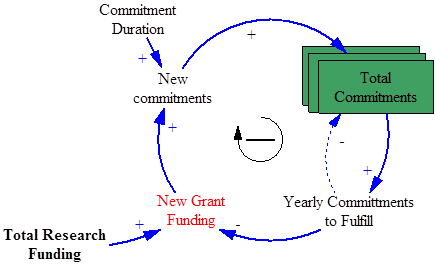 Commitment
Duration
+
+
New
commitments
Total
Commitments
+
-
+
New Grant
Funding
-
Yearly Committments
to Fulfill
+
Total Research
Funding